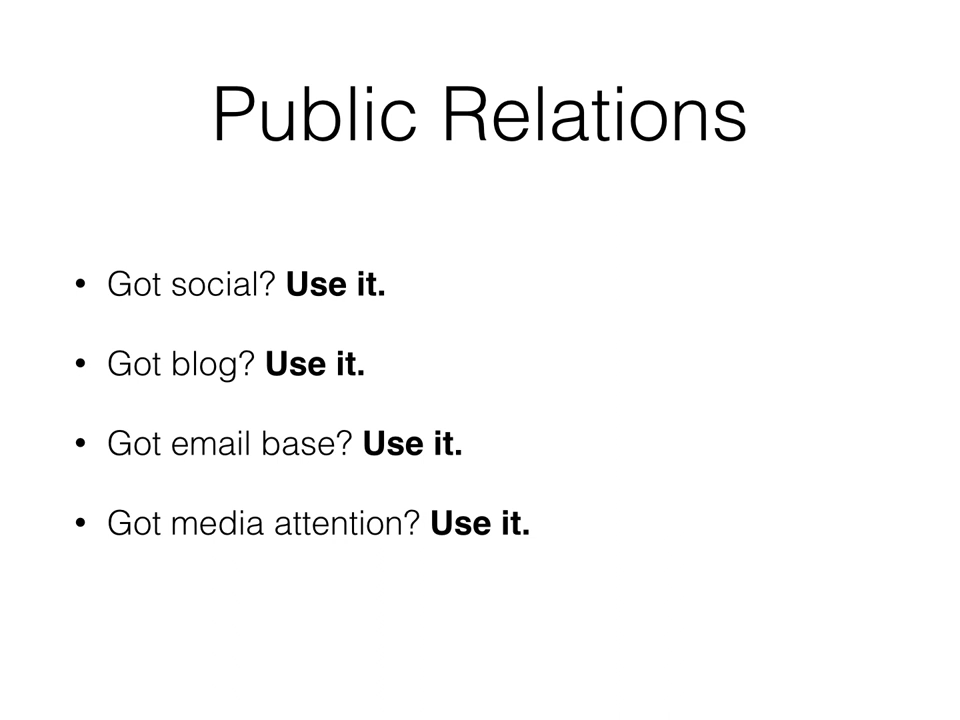 Public Relations
• Got social? Use it.
• Got blog? Use it.
• Got email base? Use it.
• Got media attention? Use it.